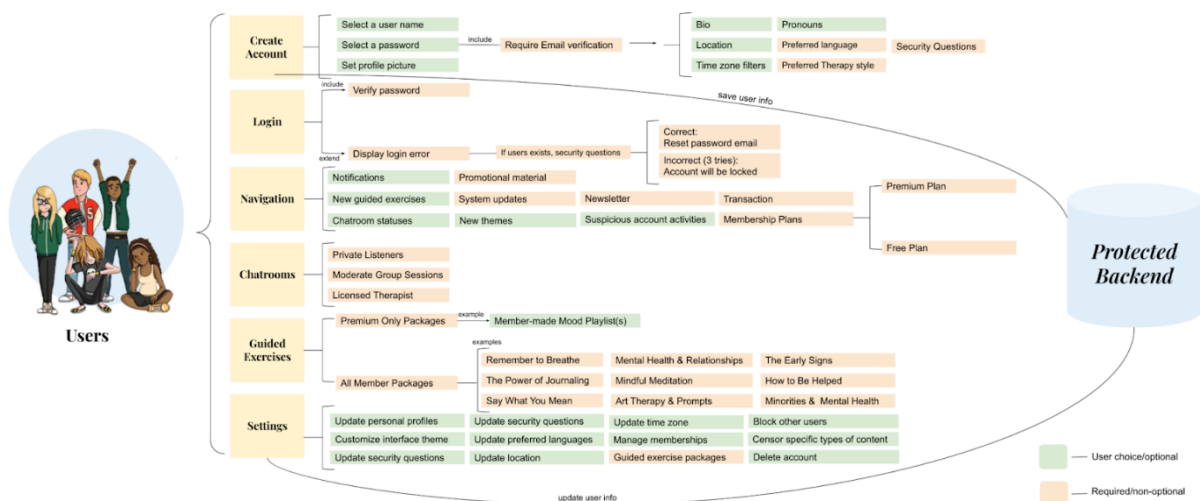 Create
Account
Select a user name
Select a password
Set profile picture
include
Require Email verification
Bio
Pronouns
Location
Preferred language
Security Questions
Time zone filters
Preferred Therapy style
save user info
Login
include
Verify password
extend
Display login error
If users exists, security questions
Correct:
Reset password email
Incorrect (3 tries):
Account will be locked
Navigation
Notifications
Promotional material
New guided exercises
System updates
Newsletter
Transaction
Chatroom statuses
New themes
Suspicious account activities
Membership Plans
Premium Plan
Free Plan
Chatrooms
Private Listeners
Moderate Group Sessions
Licensed Therapist
Users
Protected
Backend
Guided
Exercises
Premium Only Packages
example
Member-made Mood Playlist(s)
All Member Packages
examples
Remember to Breathe
Mental Health & Relationships
The Early Signs
The Power of Journaling
Mindful Meditation
How to Be Helped
Say What You Mean
Art Therapy & Prompts
Minorities & Mental Health
Settings
Update personal profiles
Update security questions
Update time zone
Block other users
Customize interface theme
Update preferred languages
Manage memberships
Censor specific types of content
Update security questions
Update location
Guided exercise packages
Delete account
update user info
User choice/optional
Required/non-optional